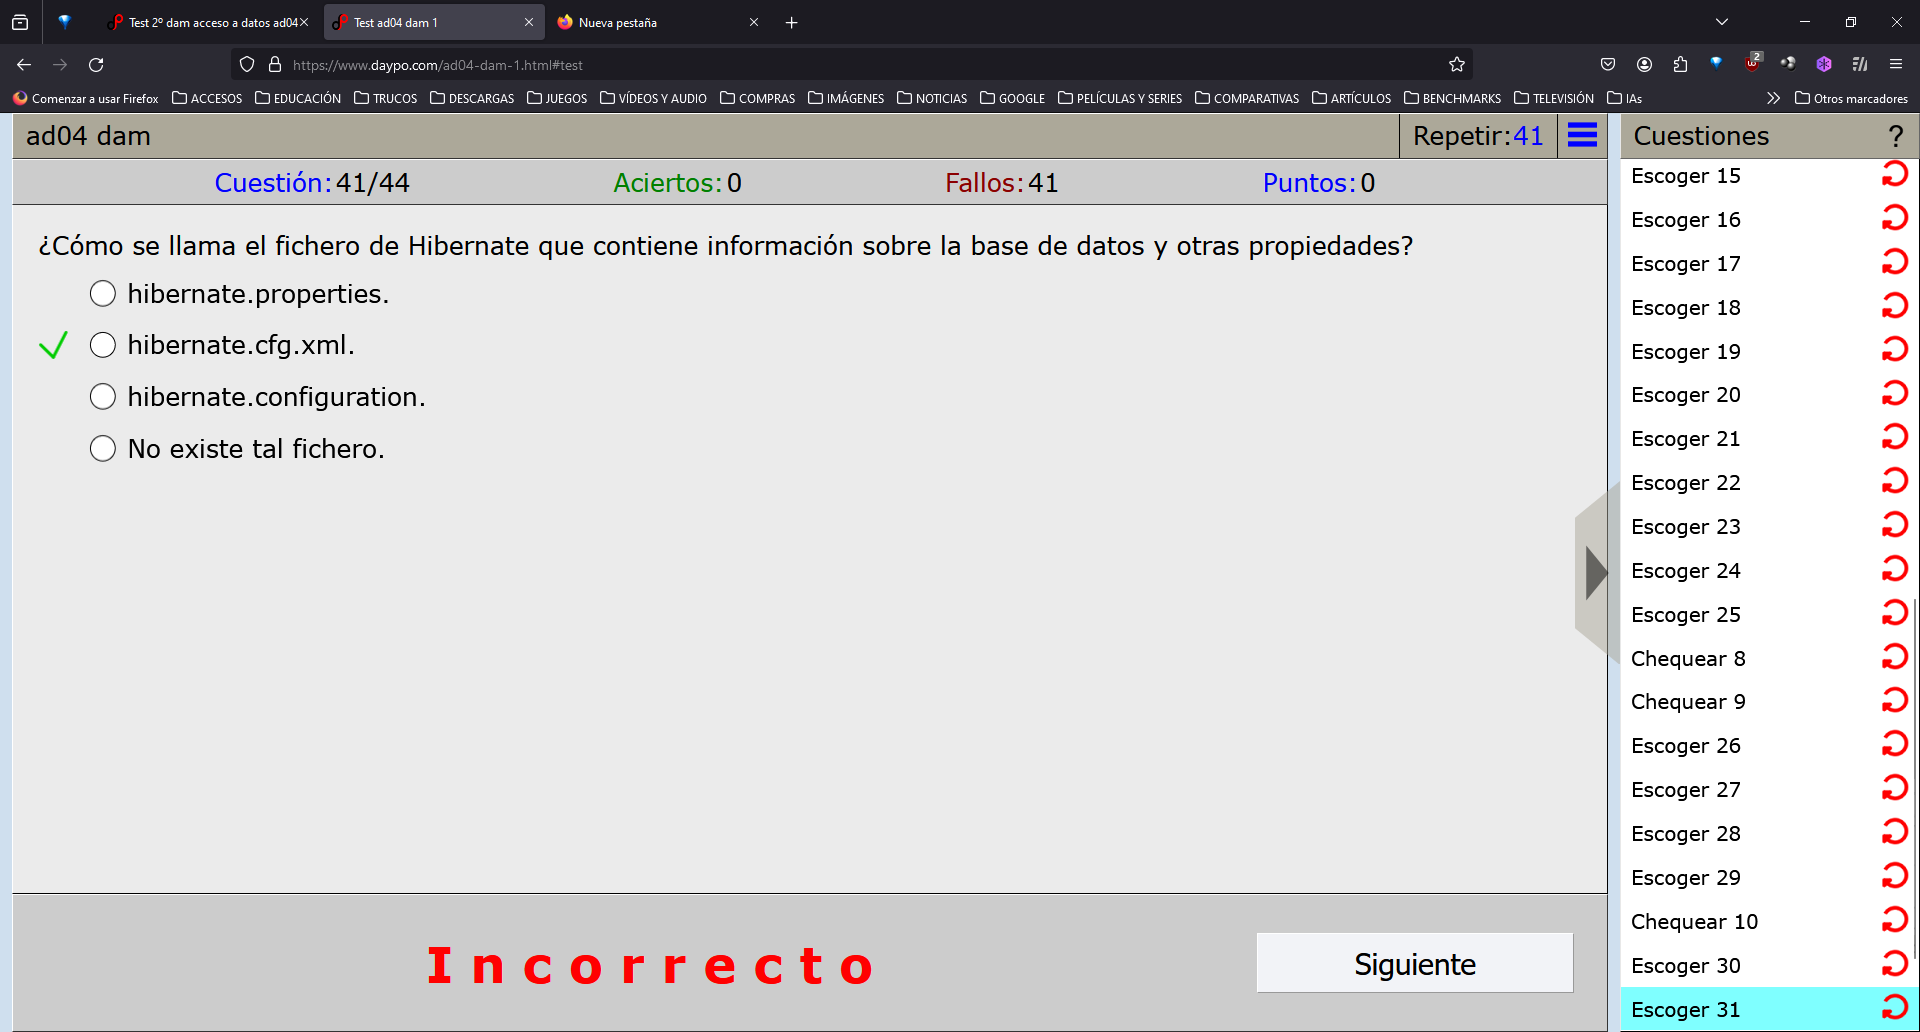 Test 2º dam acceso a datos ad04
Test ad04 dam 1
Nueva pestaña
https://www.daypo.com/ad04-dam-1.html#test
2
Comenzar a usar Firefox
ACCESOS
EDUCACIÓN
TRUCOS
DESCARGAS
JUEGOS
VÍDEOS Y AUDIO
COMPRAS
IMÁGENES
NOTICIAS
GOOGLE
PELÍCULAS Y SERIES
COMPARATIVAS
ARTÍCULOS
BENCHMARKS
TELEVISIÓN
IAs
Otros marcadores
ad04 dam
Repetir:41
Cuestión:41/44
Aciertos:0
Fallos:41
Puntos:0
¿Cómo se llama el fichero de Hibernate que contiene información sobre la base de datos y otras propiedades?
hibernate.properties.
hibernate.cfg.xml.
hibernate.configuration.
No existe tal fichero.
Incorrecto
Siguiente
Cuestiones
?
Escoger 15
Escoger 16
Escoger 17
Escoger 18
Escoger 19
Escoger 20
Escoger 21
Escoger 22
Escoger 23
Escoger 24
Escoger 25
Chequear 8
Chequear 9
Escoger 26
Escoger 27
Escoger 28
Escoger 29
Chequear 10
Escoger 30
Escoger 31